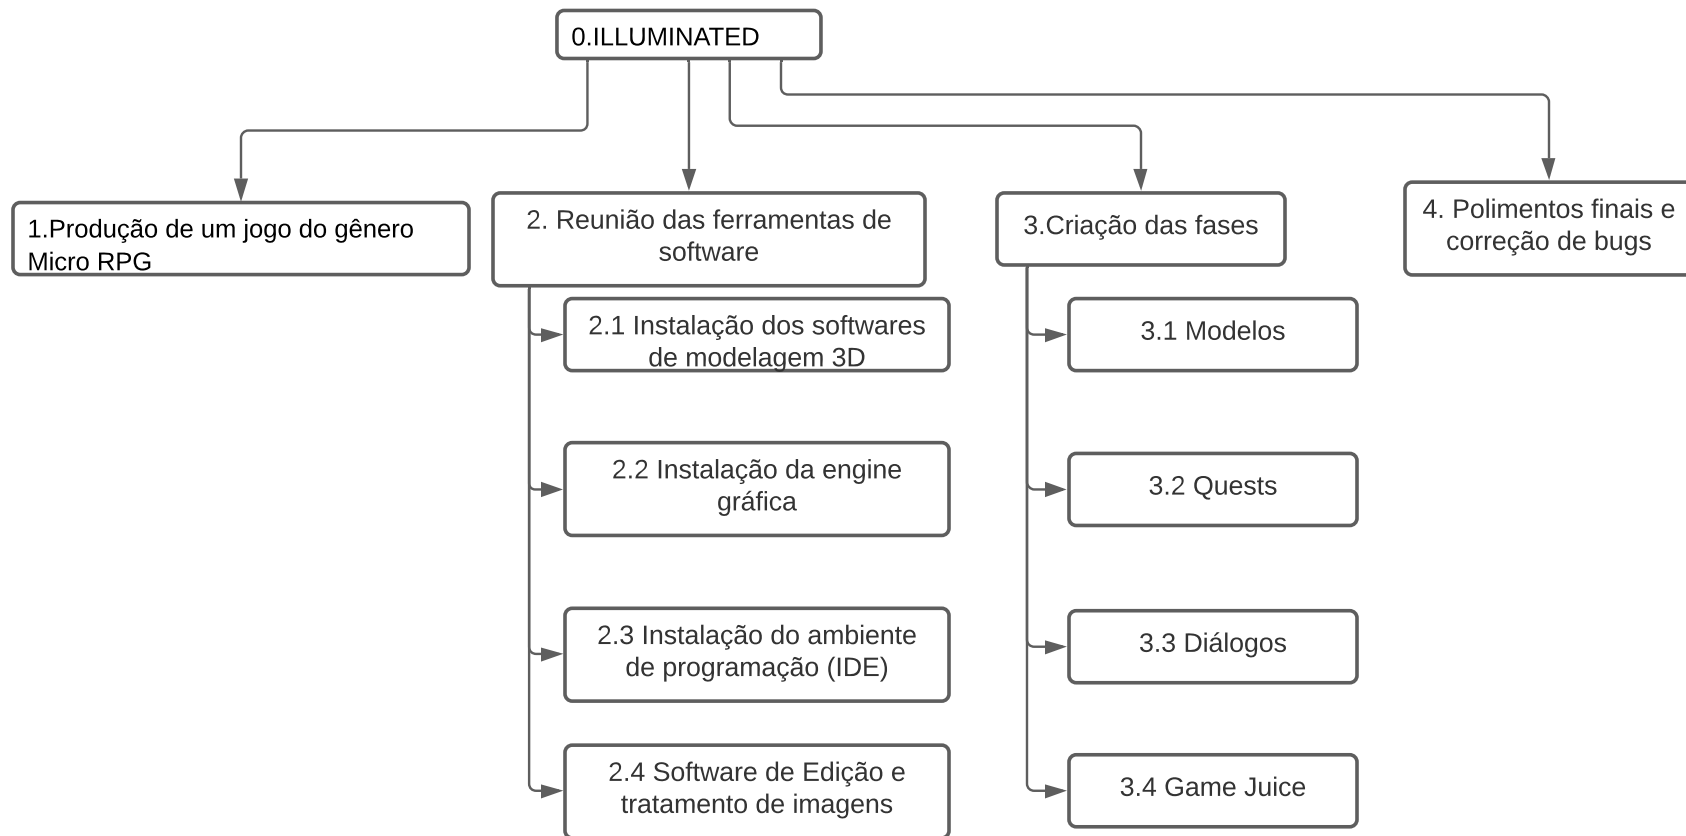 0.ILLUMINATED
1.Produção de um jogo do gênero
Micro RPG
2. Reunião das ferramentas de
software
2.1 Instalação dos softwares
de modelagem 3D
2.2 Instalação da engine
gráfica
2.3 Instalação do ambiente
de programação (IDE)
2.4 Software de Edição e
tratamento de imagens
3.Criação das fases
3.1 Modelos
3.2 Quests
3.3 Diálogos
3.4 Game Juice
4. Polimentos finais e
correção de bugs